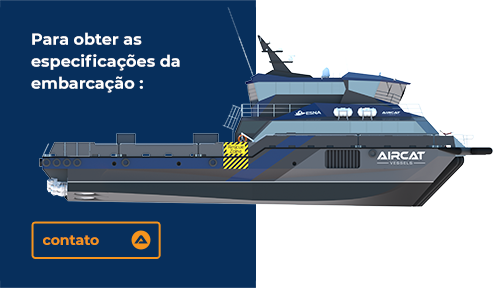 Para obter as
especificações da
embarcação :
ESNA
AIRCAT
AIRCAT
VESSELS
contato